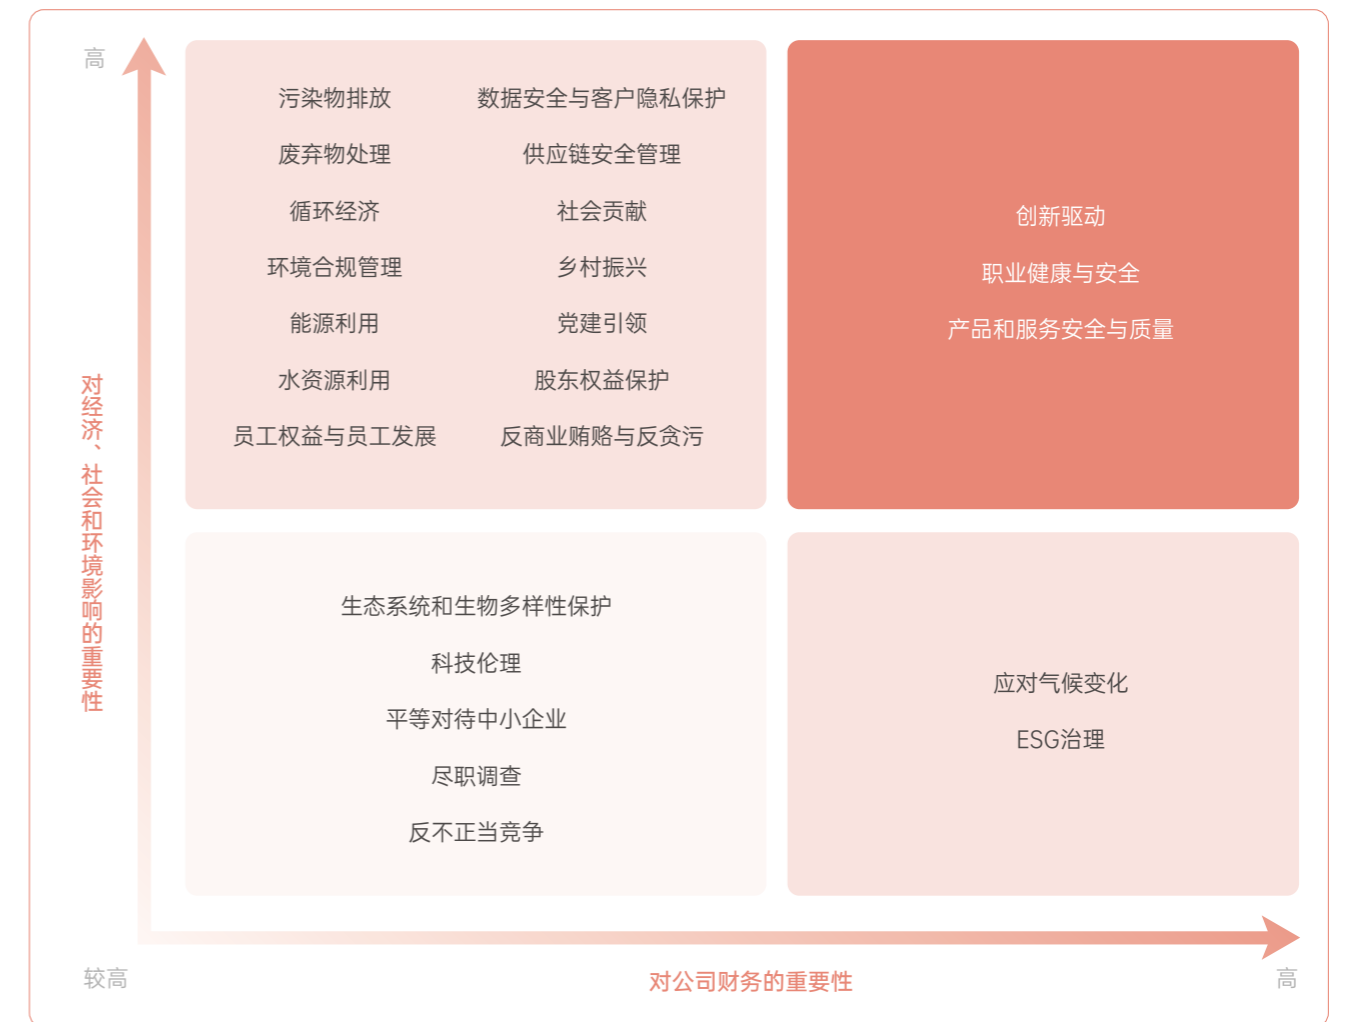 高
污染物排放
数据安全与客户隐私保护
废弃物处理
供应链安全管理
循环经济
社会贡献
环境合规管理
乡村振兴
能源利用
党建引领
水资源利用
股东权益保护
员工权益与员工发展
反商业贿赂与反贪污
创新驱动
职业健康与安全
产品和服务安全与质量
对经济、社会和环境影响的重要性
生态系统和生物多样性保护
科技伦理
平等对待中小企业
尽职调查
反不正当竞争
应对气候变化
ESG治理
较高
对公司财务的重要性
高